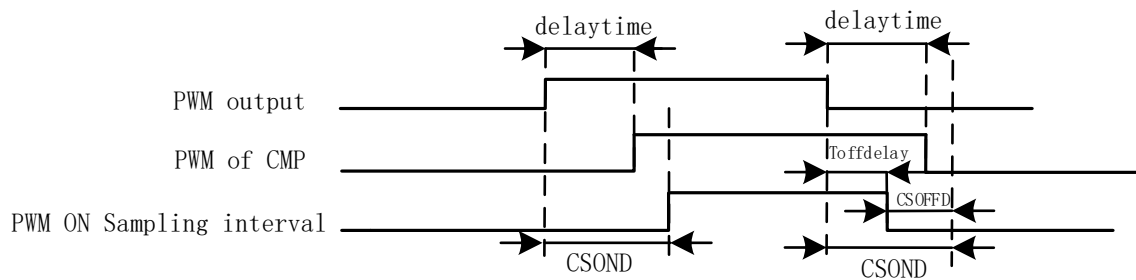 delaytime
delaytime
PWM output
PWM of CMP
Toffdelay
CSOFFD
PWM ON Sampling interval
CSOND
CSOND